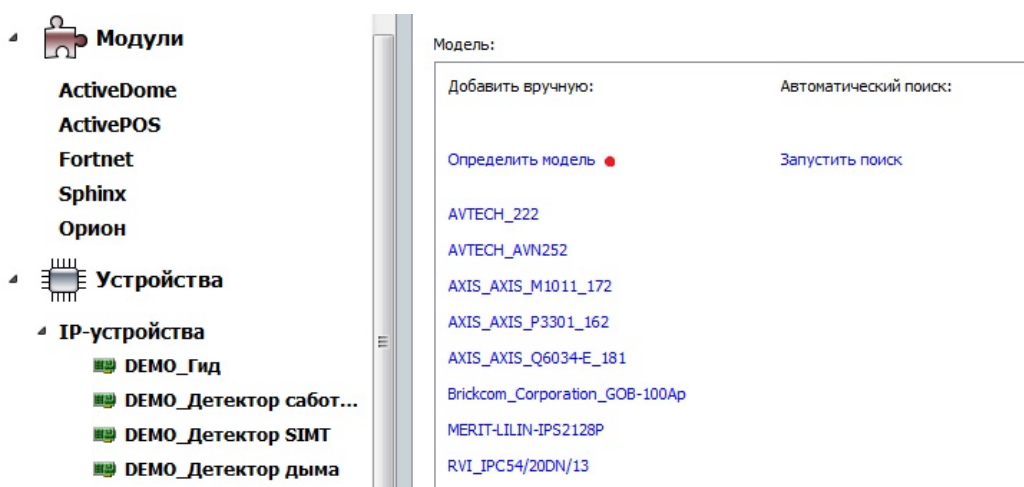 Модули
ActiveDome
ActivePOS
Fortnet
Sphinx
Орион
Устройства
IP-устройства
DEMO_Гид
DEMO_Детектор сабот...
DEMO_Детектор SIMT
DEMO_Детектор дыма
Модель:
Добавить вручную: Автоматический поиск:
Определить модель Запустить поиск
AVTECH_222
AVTECH_AVN252
AXIS_AXIS_M1011_172
AXIS_AXIS_P3301_162
AXIS_AXIS_Q6034-E_181
Brickcom_Corporation_GOB-100Ap
MERIT-LILIN-IPS2128P
RVI_IPC54/20DN/13